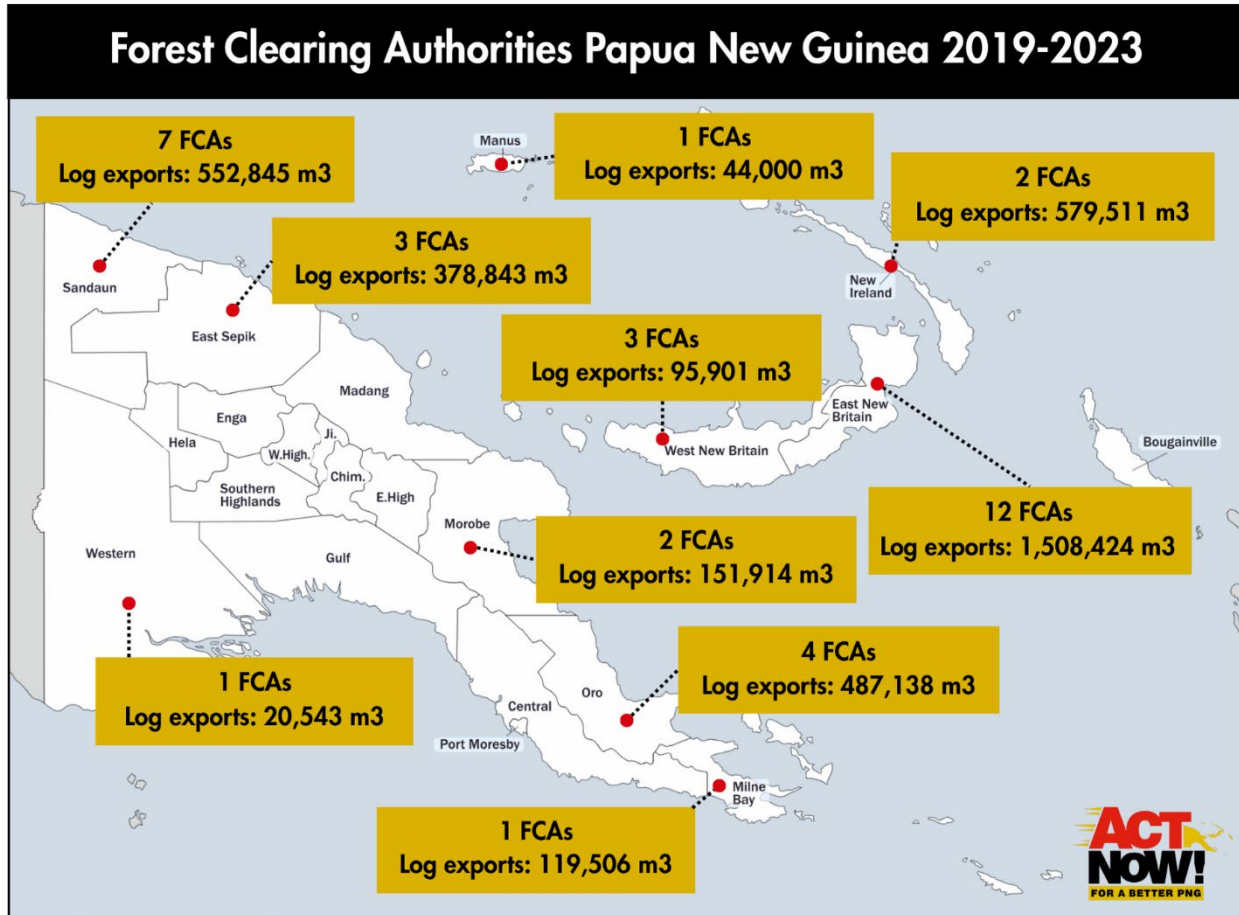 Forest Clearing Authorities Papua New Guinea 2019-2023
7 FCAs
Log exports: 552,845 m3
Manus
1 FCAs
Log exports: 44,000 m3
2 FCAs
Log exports: 579,511 m3
3 FCAs
Log exports: 378,843 m3
Sandaun
New
Ireland
East Sepik
3 FCAs
Log exports: 95,901 m3
Madang
East New
Britain
Enga
Ji.
Hela
W.High.
West New Britain
Bougainville
Chim.
Southern
Highlands
E.High
12 FCAs
Log exports: 1,508,424 m3
Morobe
Western
Gulf
2 FCAs
Log exports: 151,914 m3
1 FCAs
Log exports: 20,543 m3
4 FCAs
Log exports: 487,138 m3
Oro
Central
Port Moresby
Milne
Bay
1 FCAs
Log exports: 119,506 m3
ACT
NOW!
FOR A BETTER PNG